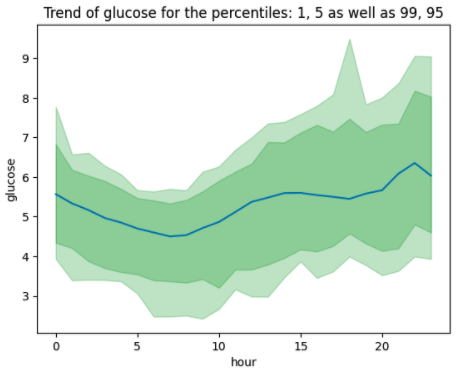 Trend of glucose for the percentiles: 1, 5 as well as 99, 95
9
8
7
6
5
4
3
glucose
0 5 10 15 20
hour